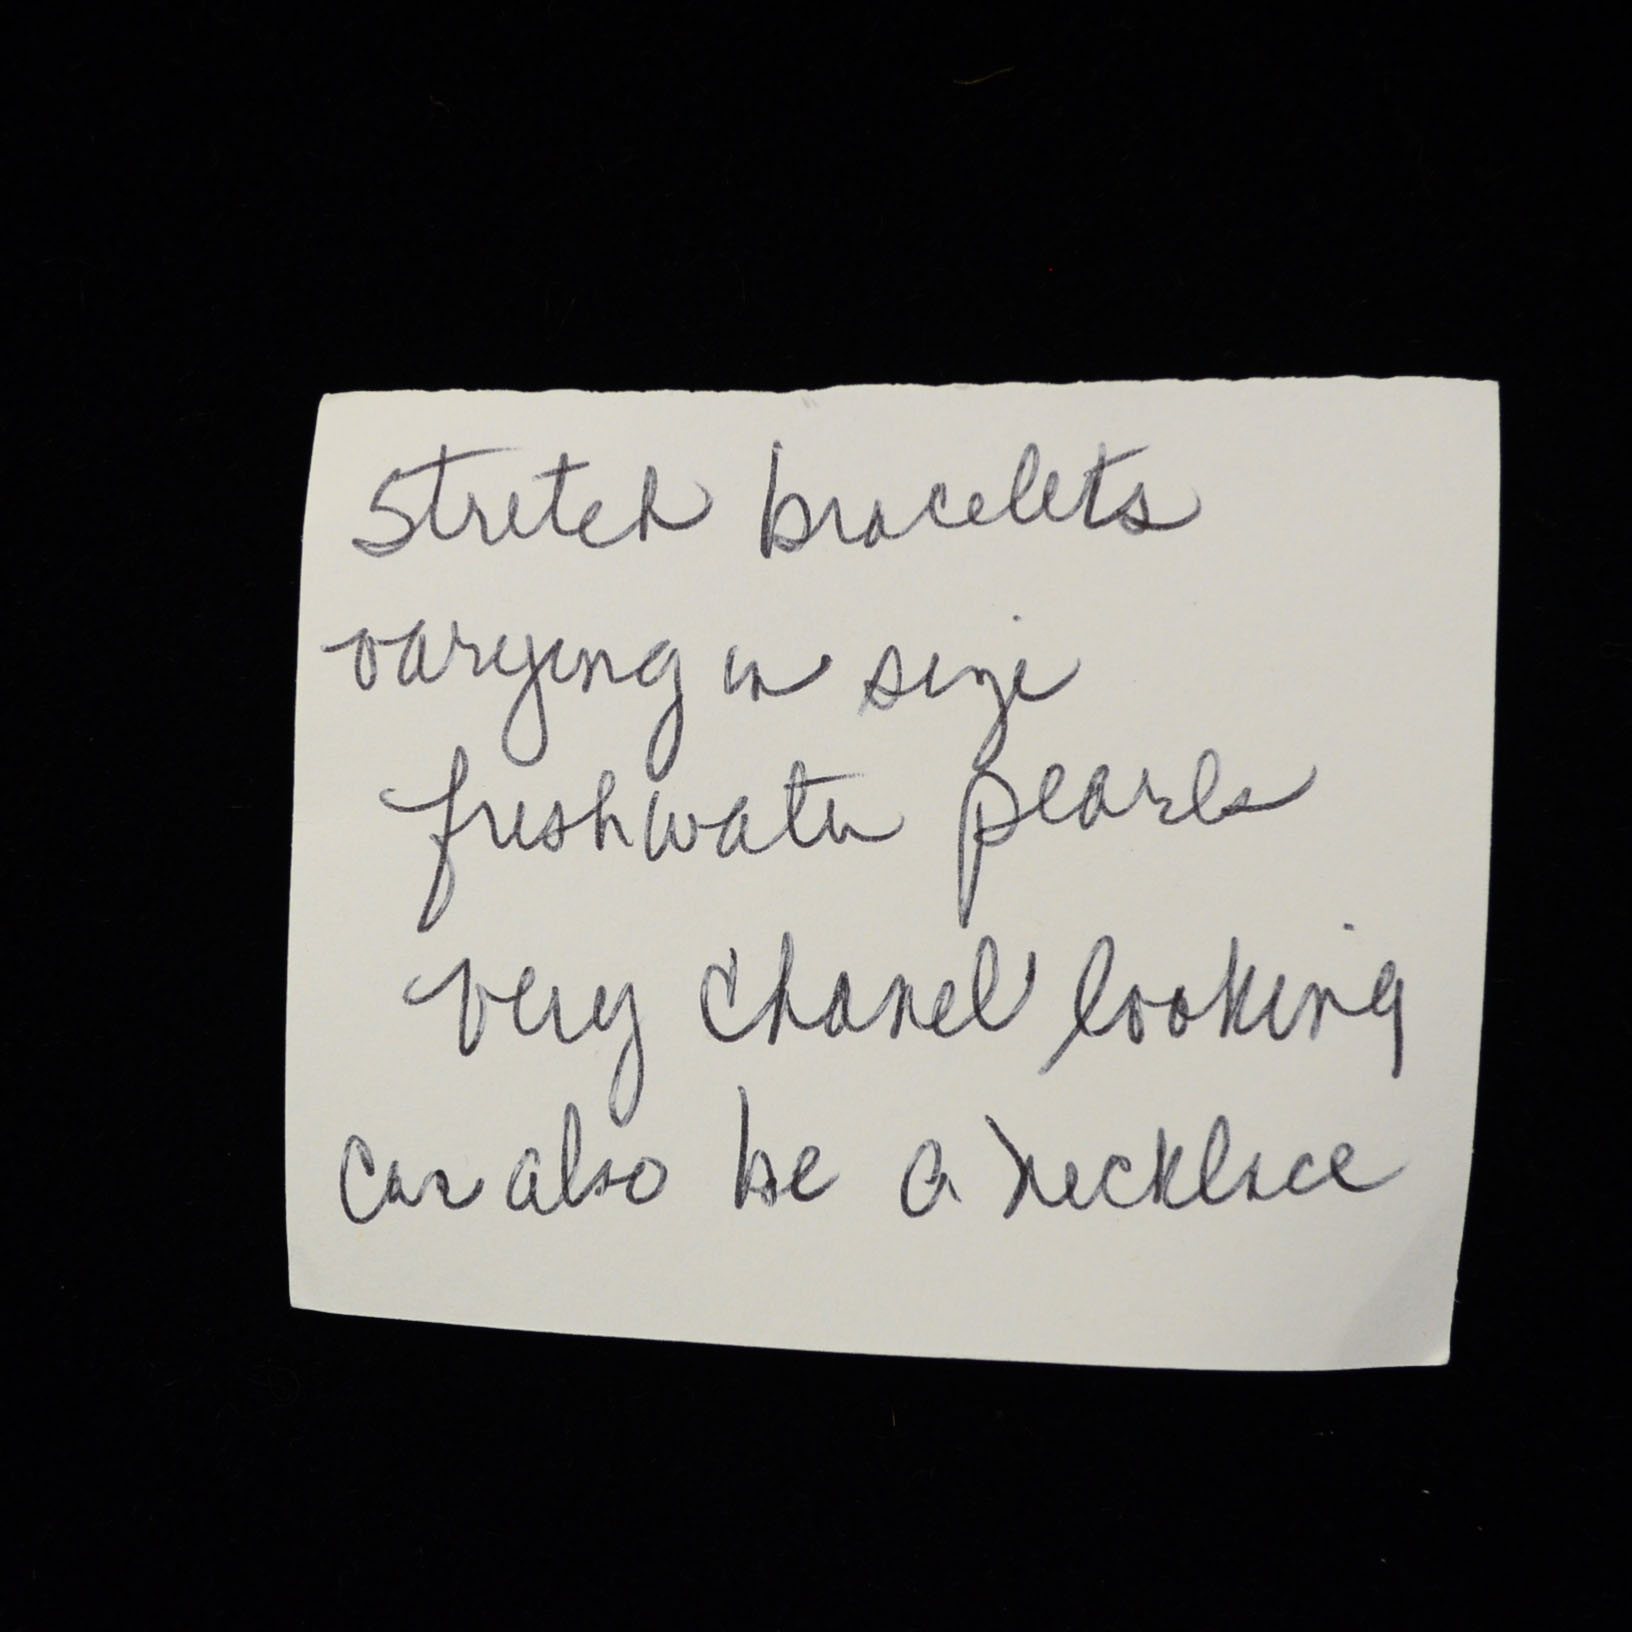 Stretch bracelets
varying in size
freshwater pearls
very chanel looking
can also be a necklace